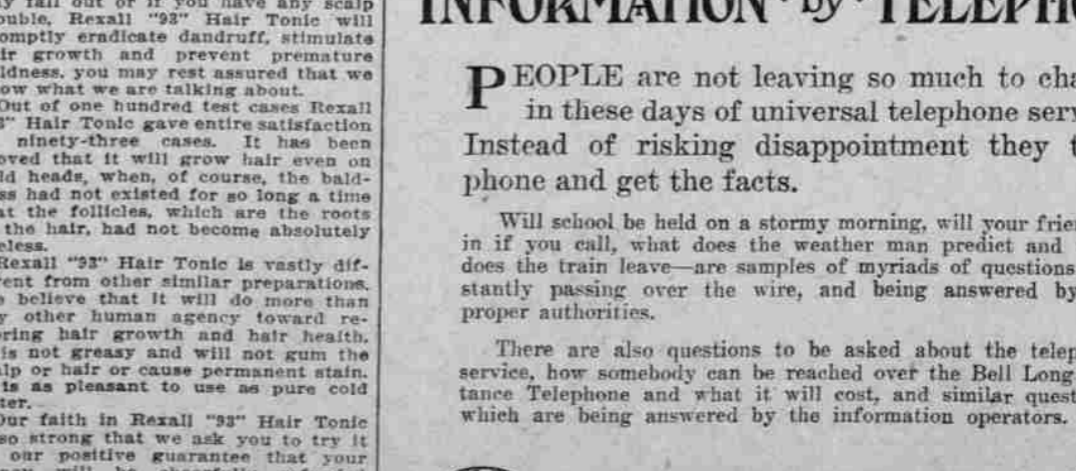 fall out or if you have any scalp
ouble, Rexall "93" Hair Tonic will
omptly eradicate dandruff, stimulate
ir growth and prevent premature
ldness, you may rest assured that we
ow what we are talking about.
Out of one hundred test cases Rexall
3" Hair Tonic gave entire satisfaction
ninety-three cases. It has been
oved that it will grow hair even on
ld heads, when, of course, the bald-
ss had not existed for so long a time
at the follicles, which are the roots
the hair, had not become absolutely
eless.
Rexall "93" Hair Tonic is vastly dif-
rent from other similar preparations.
e believe that it will do more than
y other human agency toward re-
oring hair growth and hair health.
is not greasy and will not gum the
alp or hair or cause permanent stain.
is as pleasant to use as pure cold
ter.
Our faith in Rexall "93" Hair Tonic
so strong that we ask you to try it
our positive guarantee that your
INFORMATION by TELEPH
PEOPLE are not leaving so much to cha
in these days of universal telephone serv
Instead of risking disappointment they t
phone and get the facts.
Will school be held on a stormy morning, will your frie
in if you call, what does the weather man predict and
does the train leave—are samples of myriads of questions
stantly passing over the wire, and being answered by
proper authorities.
There are also questions to be asked about the telep
service, how somebody can be reached over the Bell Long
tance Telephone and what it will cost, and similar quest
which are being answered by the information operators.